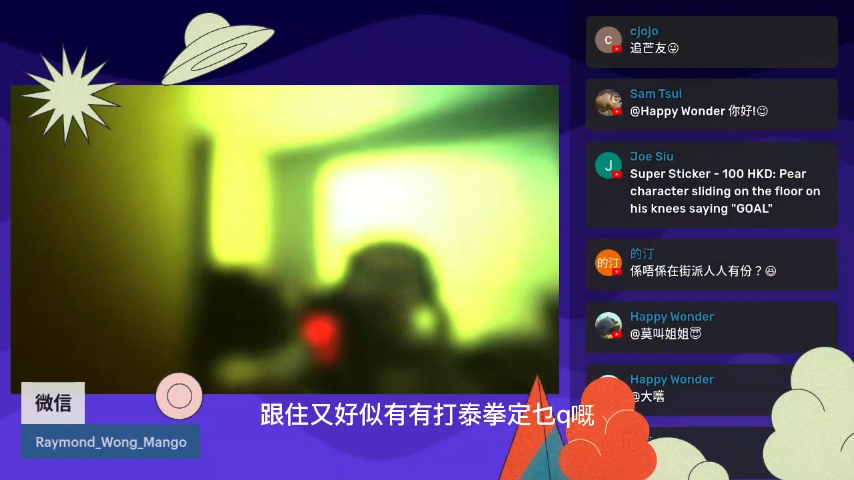 cjojo
追芒友😜
Sam Tsui
@Happy Wonder 你好!😉
J
Joe Siu
Super Sticker - 100 HKD: Pear
character sliding on the floor on
his knees saying "GOAL"
的汀
的汀
係唔係在街派人人有份？😆
Happy Wonder
@莫叫姐姐😇
Happy Wonder
@大嚿
微信
Raymond_Wong_Mango
跟住又好似有有打泰拳定乜q嘅